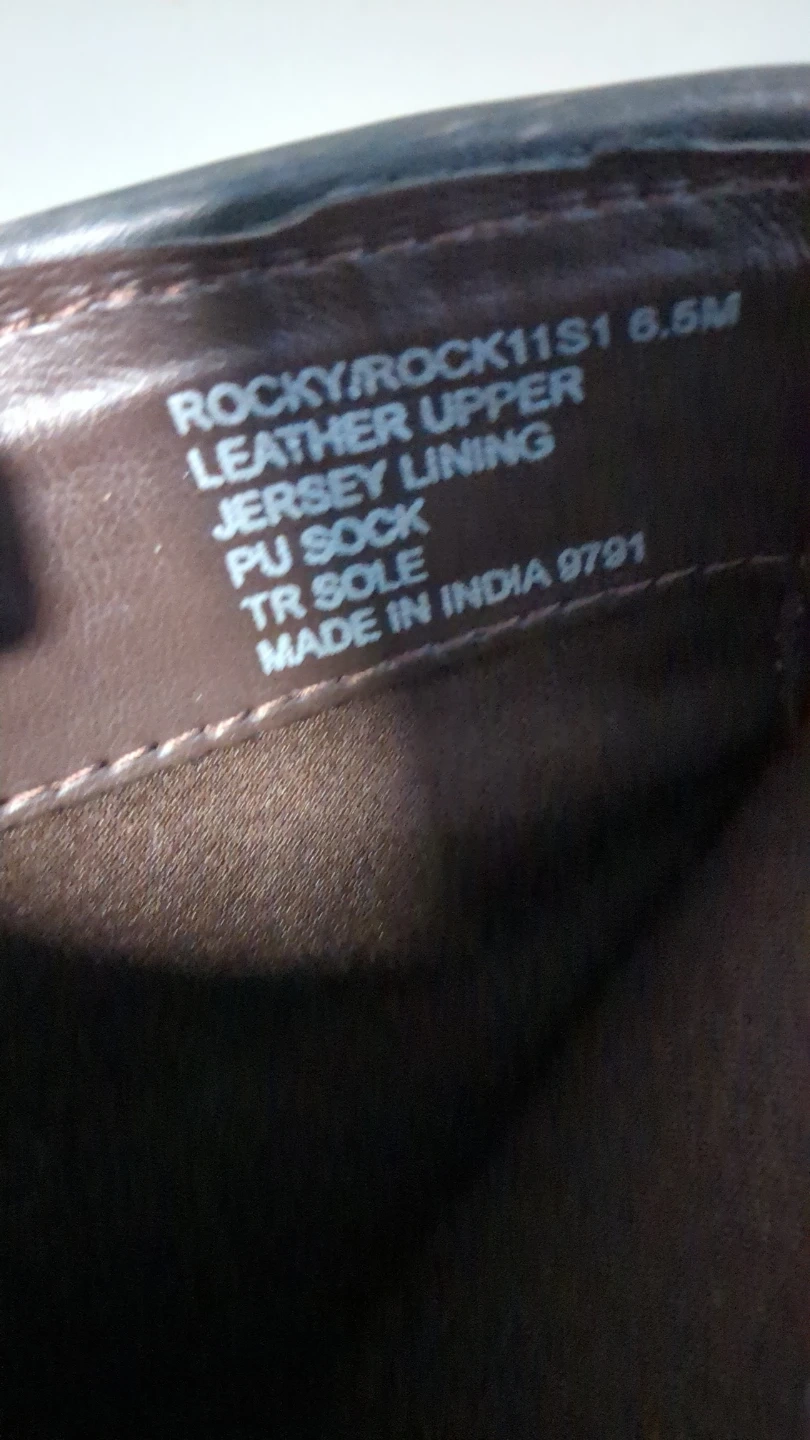 ROCKY/ROCK11S1 6.5M
LEATHER UPPER
JERSEY LINING
PU SOCK
TR SOLE
MADE IN INDIA 9791